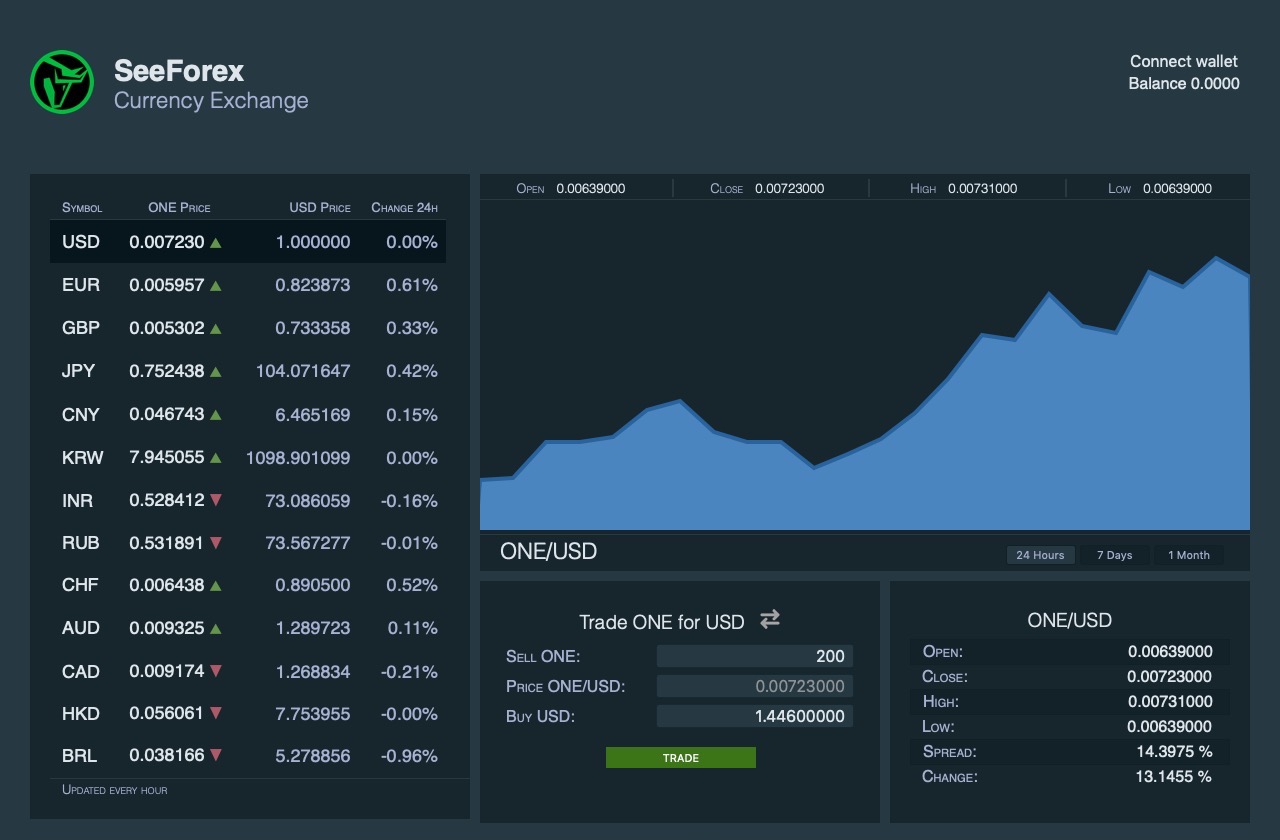 SeeForex
Currency Exchange
Connect wallet
Balance 0.0000
Symbol ONE Price USD Price Change 24h
USD 0.007230 ▲ 1.000000 0.00%
EUR 0.005957 ▲ 0.823873 0.61%
GBP 0.005302 ▲ 0.733358 0.33%
JPY 0.752438 ▲ 104.071647 0.42%
CNY 0.046743 ▲ 6.465169 0.15%
KRW 7.945055 ▲ 1098.901099 0.00%
INR 0.528412 ▼ 73.086059 -0.16%
RUB 0.531891 ▼ 73.567277 -0.01%
CHF 0.006438 ▲ 0.890500 0.52%
AUD 0.009325 ▲ 1.289723 0.11%
CAD 0.009174 ▼ 1.268834 -0.21%
HKD 0.056061 ▼ 7.753955 -0.00%
BRL 0.038166 ▼ 5.278856 -0.96%
Updated every hour
Open 0.00639000 Close 0.00723000 High 0.00731000 Low 0.00639000
ONE/USD 24 Hours 7 Days 1 Month
Trade ONE for USD ⇄
Sell ONE: 200
Price ONE/USD: 0.00723000
Buy USD: 1.44600000
TRADE
ONE/USD
Open: 0.00639000
Close: 0.00723000
High: 0.00731000
Low: 0.00639000
Spread: 14.3975 %
Change: 13.1455 %